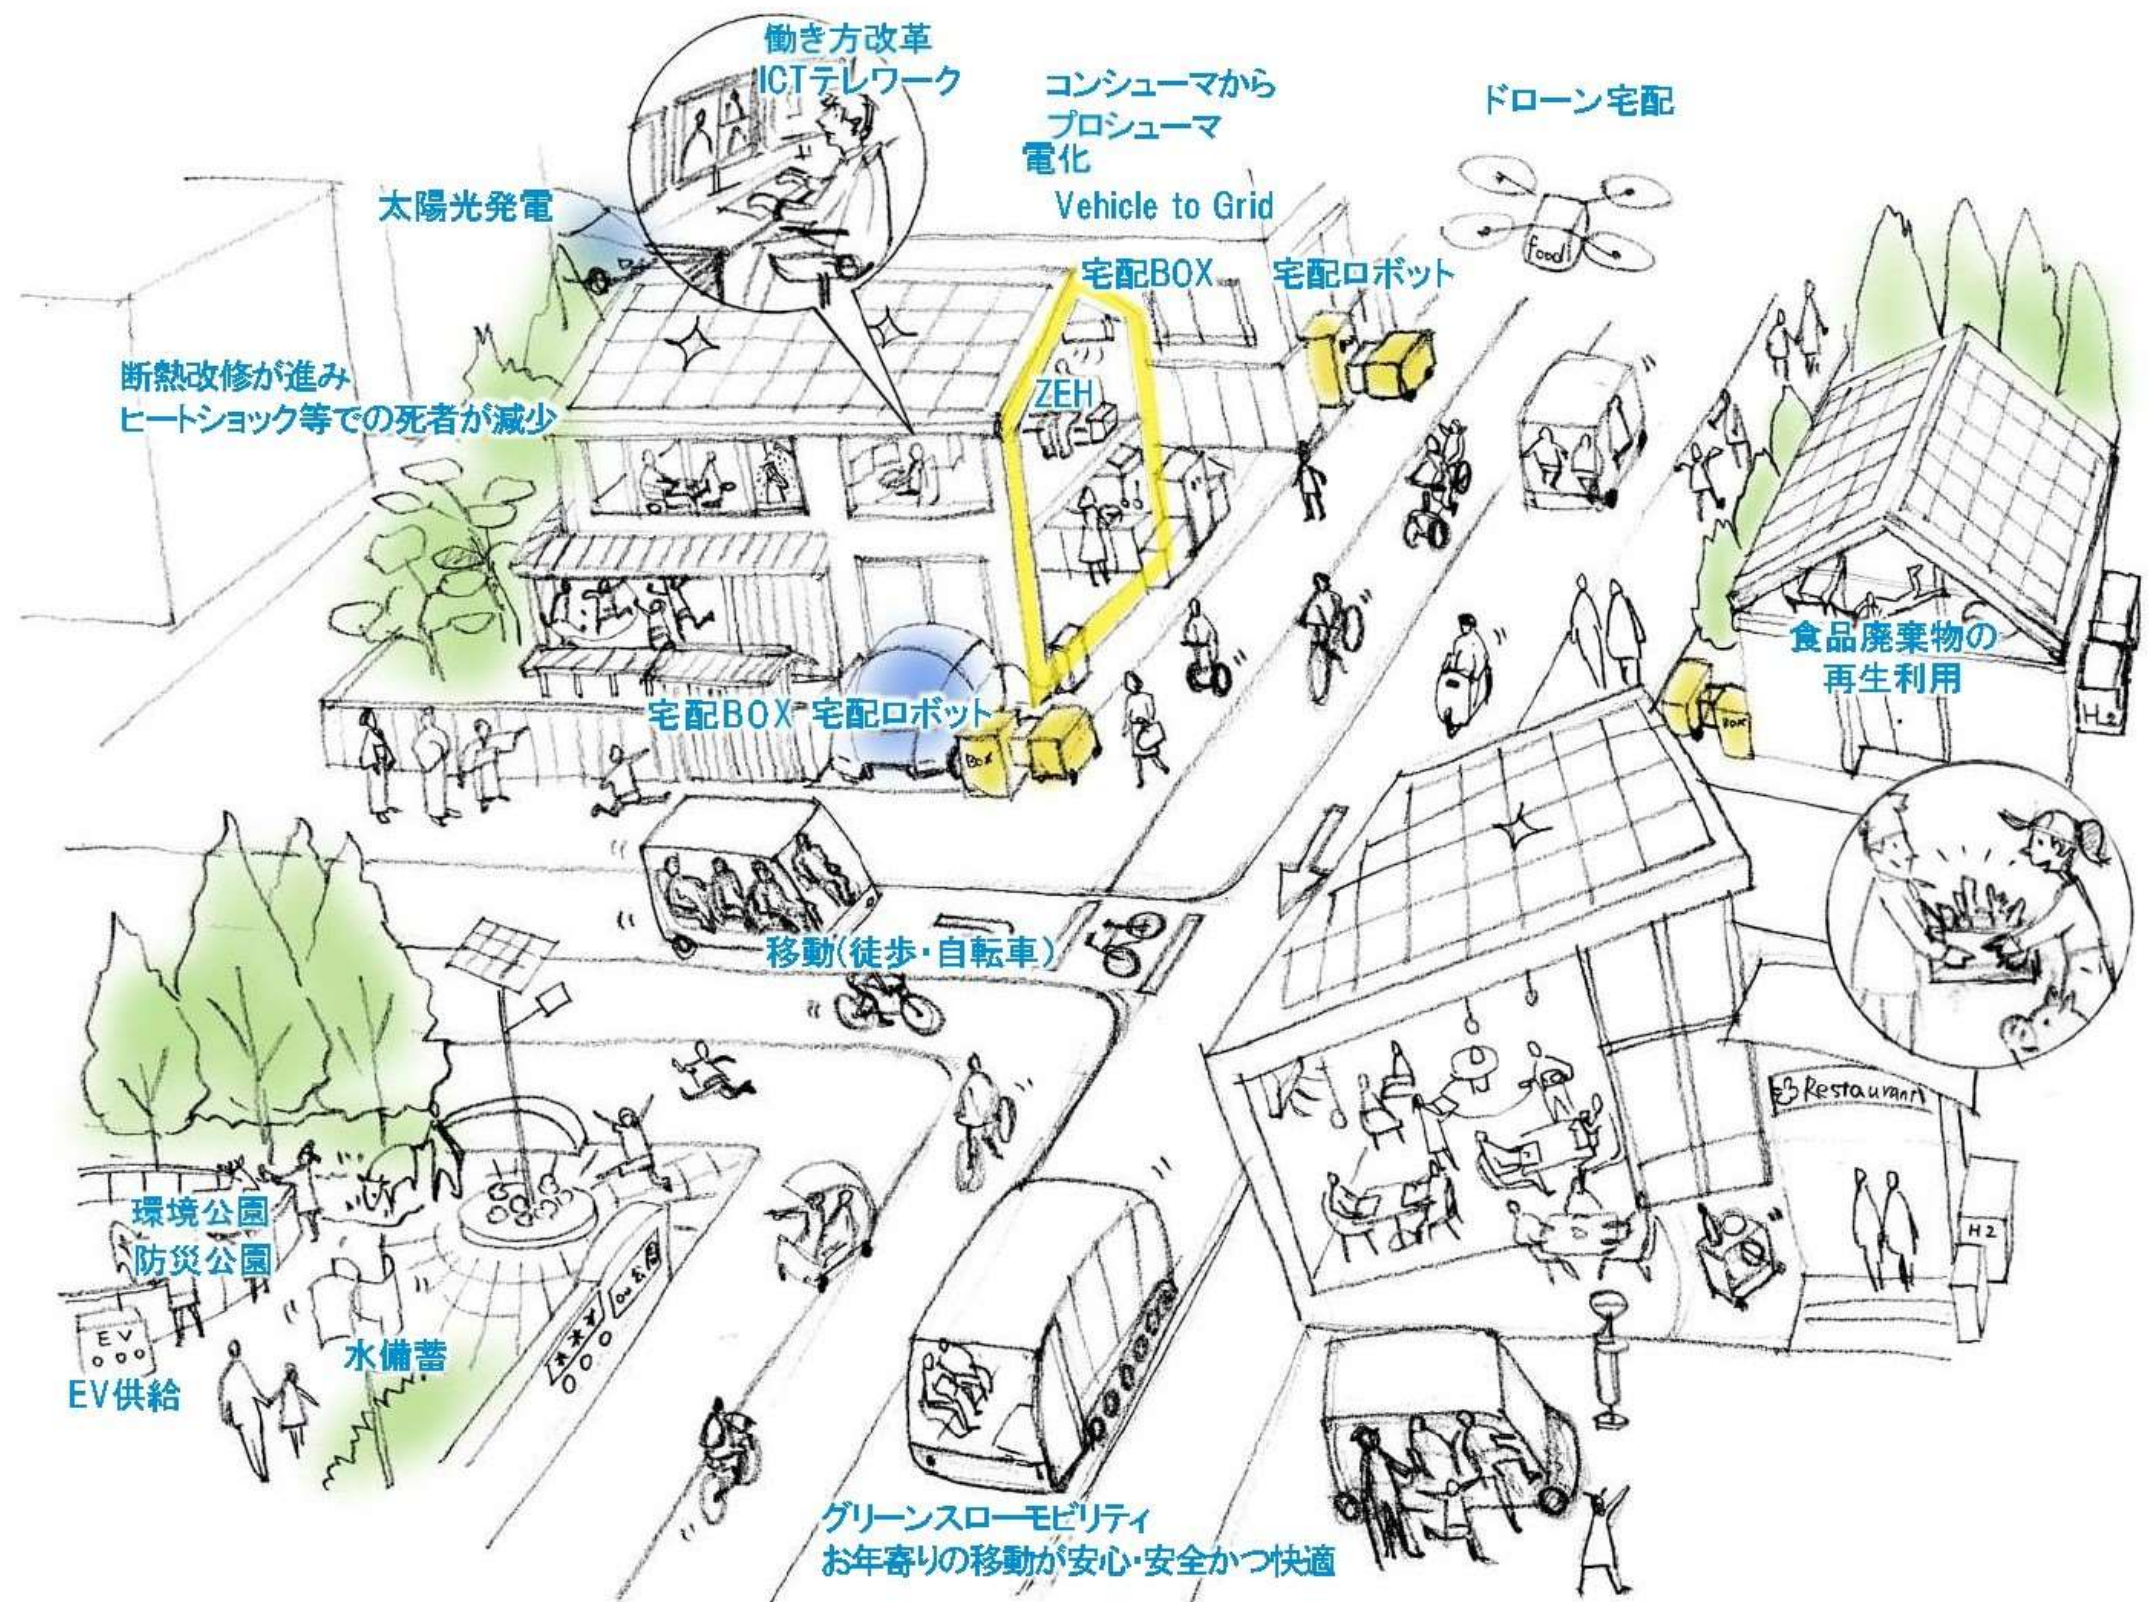 働き方改革
ICTテレワーク
コンシューマから
プロシューマ
電化
Vehicle to Grid
ドローン宅配
food
太陽光発電
宅配BOX
宅配ロボット
断熱改修が進み
ヒートショック等での死者が減少
ZEH
食品廃棄物の
再生利用
宅配BOX
宅配ロボット
BOX
BOX
移動(徒歩・自転車)
Restaurant
H2
環境公園
防災公園
EV
水備蓄
EV供給
グリーンスローモビリティ
お年寄りの移動が安心・安全かつ快適